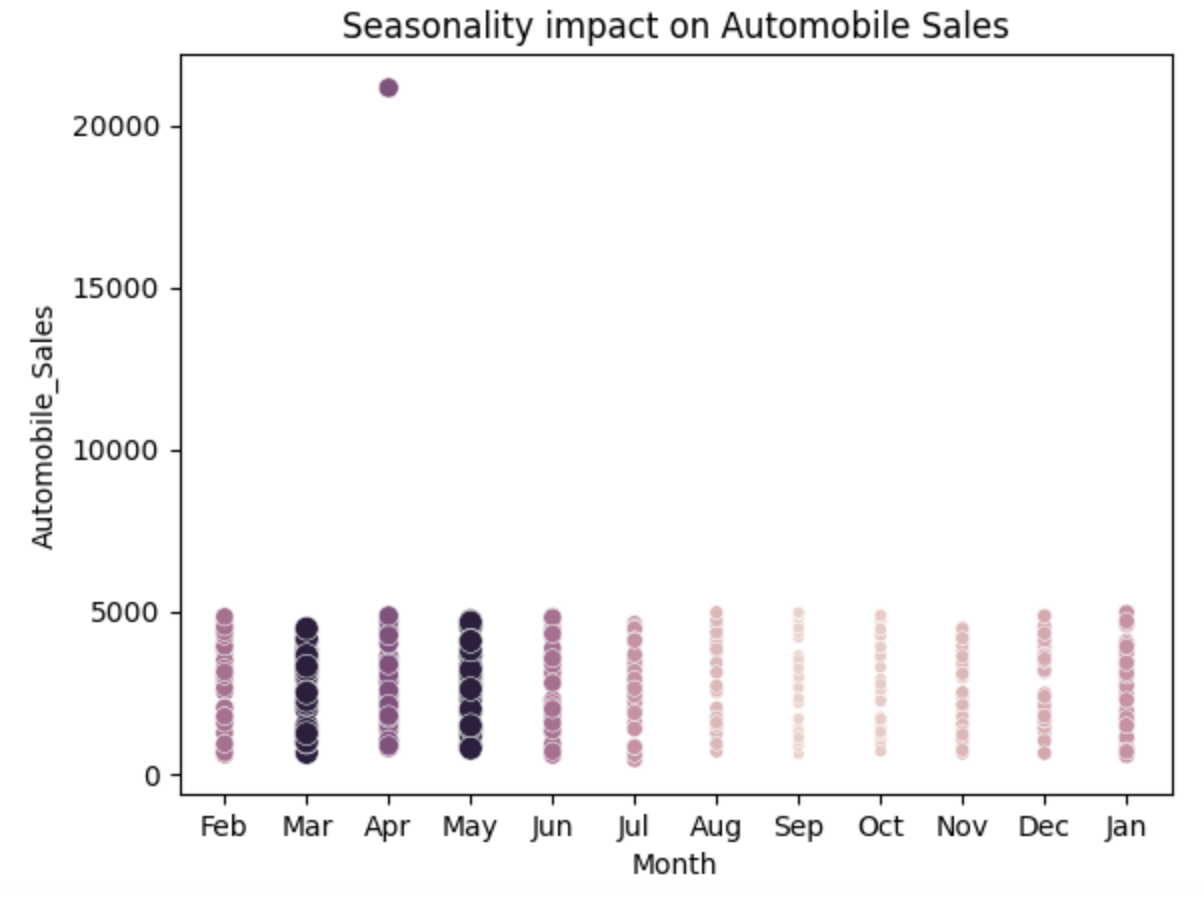 Seasonality impact on Automobile Sales
20000
15000
10000
5000
0
Automobile_Sales
Feb Mar Apr May Jun Jul Aug Sep Oct Nov Dec Jan
Month